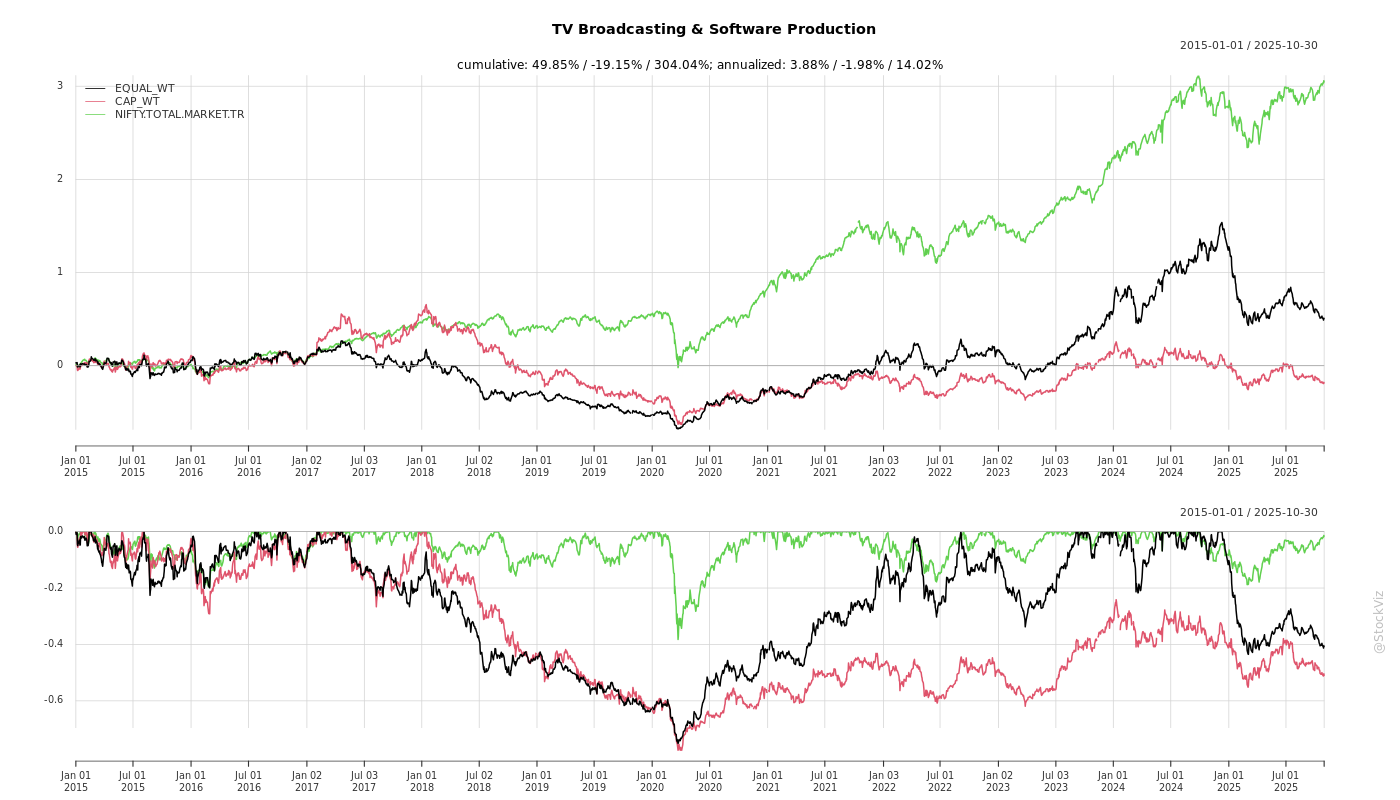 TV Broadcasting & Software Production
2015-01-01 / 2025-10-30
cumulative: 49.85% / -19.15% / 304.04%; annualized: 3.88% / -1.98% / 14.02%
EQUAL_WT
CAP_WT
NIFTY.TOTAL.MARKET.TR
3
2
1
0
Jan 01 Jul 01 Jan 01 Jul 01 Jan 02 Jul 03 Jan 01 Jul 02 Jan 01 Jul 01 Jan 01 Jul 01 Jan 01 Jul 01 Jan 03 Jul 01 Jan 02 Jul 03 Jan 01 Jul 01 Jan 01 Jul 01
2015 2015 2016 2016 2017 2017 2018 2018 2019 2019 2020 2020 2021 2021 2022 2022 2023 2023 2024 2024 2025 2025
2015-01-01 / 2025-10-30
0.0
-0.2
-0.4
-0.6
Jan 01 Jul 01 Jan 01 Jul 01 Jan 02 Jul 03 Jan 01 Jul 02 Jan 01 Jul 01 Jan 01 Jul 01 Jan 01 Jul 01 Jan 03 Jul 01 Jan 02 Jul 03 Jan 01 Jul 01 Jan 01 Jul 01
2015 2015 2016 2016 2017 2017 2018 2018 2019 2019 2020 2020 2021 2021 2022 2022 2023 2023 2024 2024 2025 2025
@StockViz